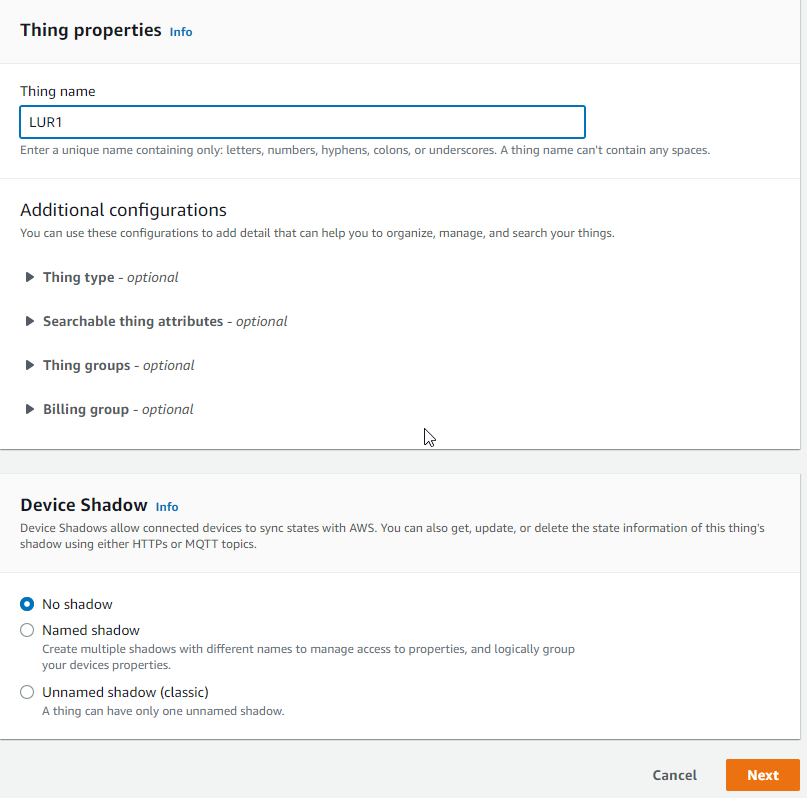 Thing properties Info
Thing name
LUR1
Enter a unique name containing only: letters, numbers, hyphens, colons, or underscores. A thing name can't contain any spaces.
Additional configurations
You can use these configurations to add detail that can help you to organize, manage, and search your things.
Thing type - optional
Searchable thing attributes - optional
Thing groups - optional
Billing group - optional
Device Shadow Info
Device Shadows allow connected devices to sync states with AWS. You can also get, update, or delete the state information of this thing's
shadow using either HTTPs or MQTT topics.
No shadow
Named shadow
Create multiple shadows with different names to manage access to properties, and logically group
your devices properties.
Unnamed shadow (classic)
A thing can have only one unnamed shadow.
Cancel Next